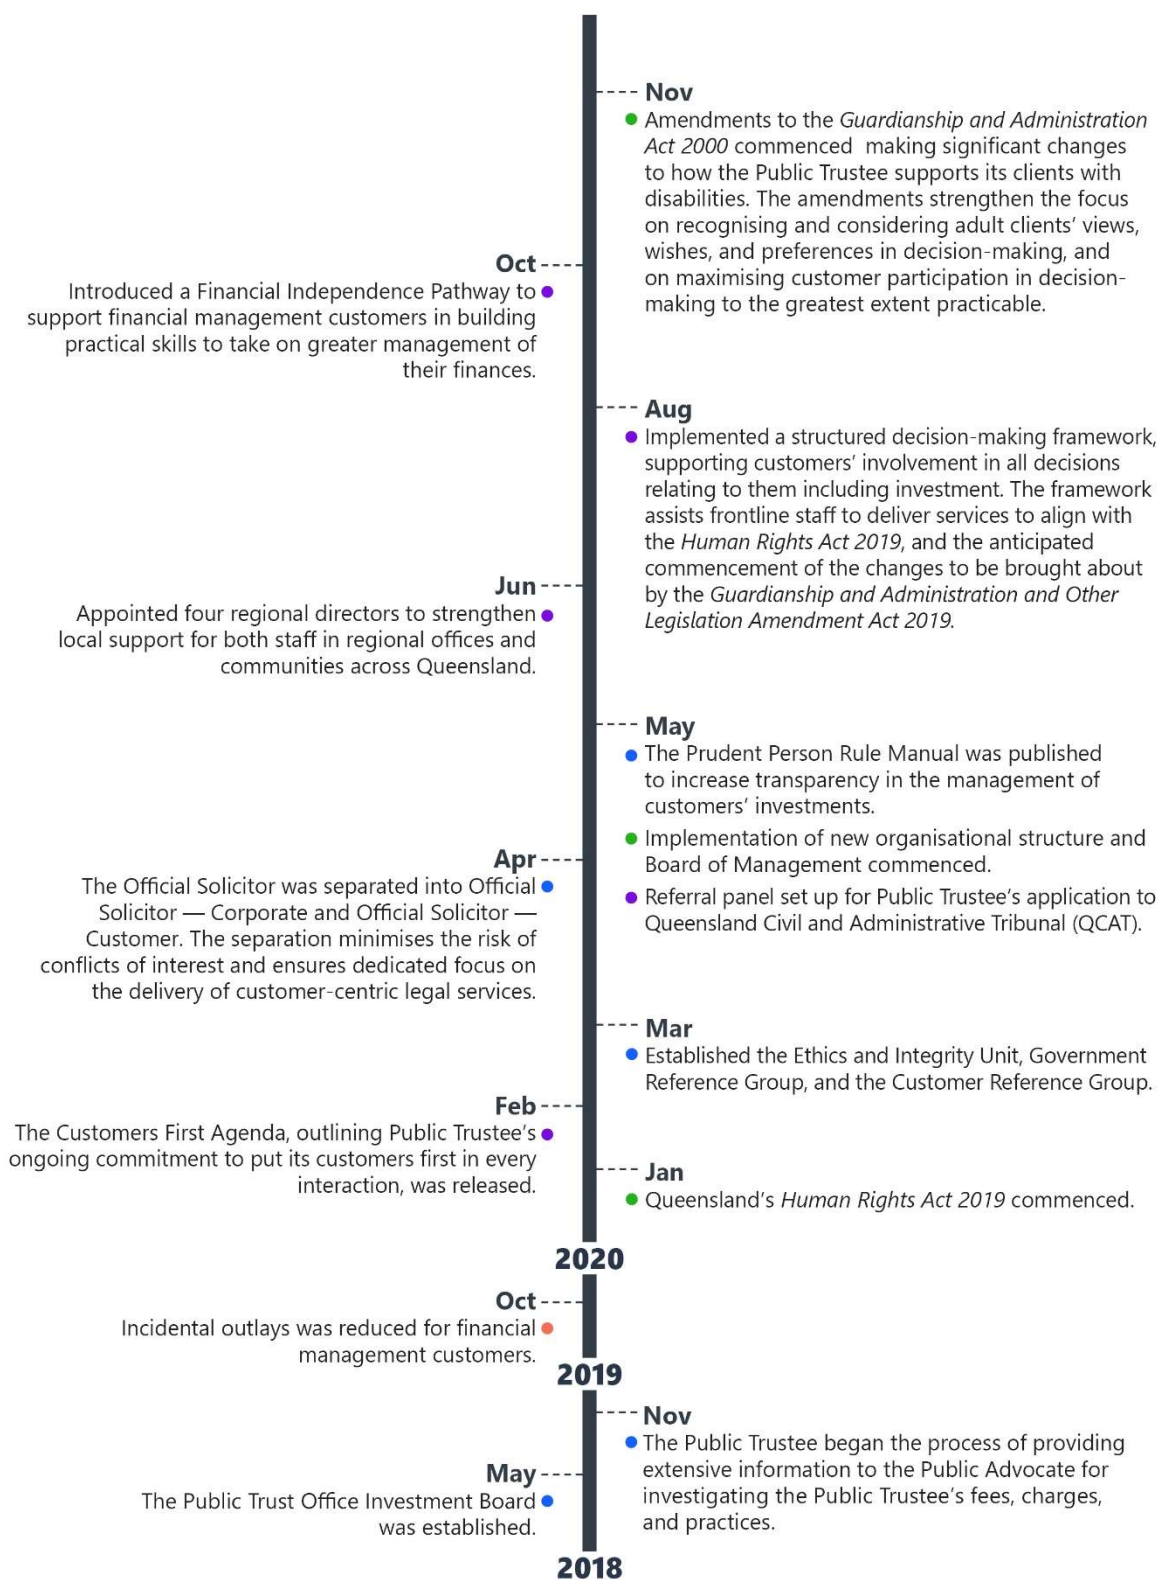 Nov
Amendments to the Guardianship and Administration
Act 2000 commenced making significant changes
to how the Public Trustee supports its clients with
disabilities. The amendments strengthen the focus
on recognising and considering adult clients’ views,
wishes, and preferences in decision-making, and
on maximising customer participation in decision-
making to the greatest extent practicable.
Oct
Introduced a Financial Independence Pathway to
support financial management customers in building
practical skills to take on greater management of
their finances.
Aug
Implemented a structured decision-making framework,
supporting customers’ involvement in all decisions
relating to them including investment. The framework
assists frontline staff to deliver services to align with
the Human Rights Act 2019, and the anticipated
commencement of the changes to be brought about
by the Guardianship and Administration and Other
Legislation Amendment Act 2019.
Jun
Appointed four regional directors to strengthen
local support for both staff in regional offices and
communities across Queensland.
May
The Prudent Person Rule Manual was published
to increase transparency in the management of
customers’ investments.
Implementation of new organisational structure and
Board of Management commenced.
Referral panel set up for Public Trustee’s application to
Queensland Civil and Administrative Tribunal (QCAT).
Apr
The Official Solicitor was separated into Official
Solicitor — Corporate and Official Solicitor —
Customer. The separation minimises the risk of
conflicts of interest and ensures dedicated focus on
the delivery of customer-centric legal services.
Mar
Established the Ethics and Integrity Unit, Government
Reference Group, and the Customer Reference Group.
Feb
The Customers First Agenda, outlining Public Trustee’s
ongoing commitment to put its customers first in every
interaction, was released.
Jan
Queensland’s Human Rights Act 2019 commenced.
2020
Oct
Incidental outlays was reduced for financial
management customers.
2019
Nov
The Public Trustee began the process of providing
extensive information to the Public Advocate for
investigating the Public Trustee’s fees, charges,
and practices.
May
The Public Trust Office Investment Board
was established.
2018